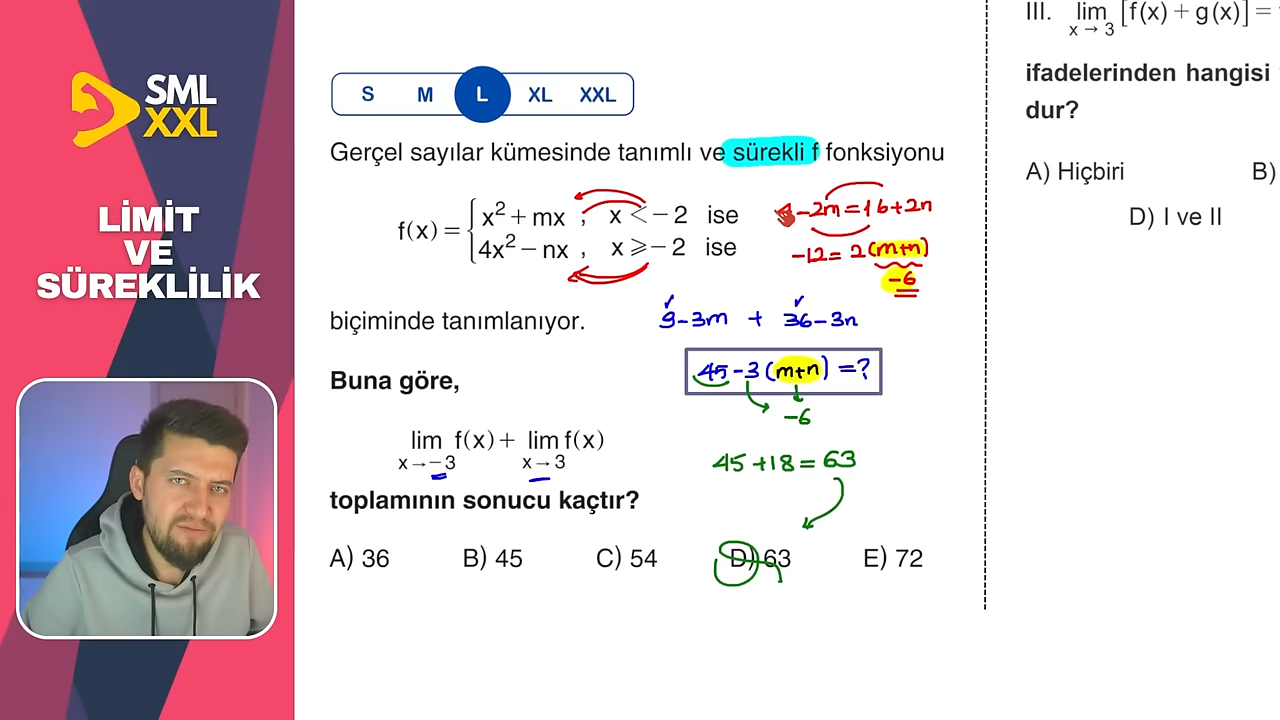 SML
XXL
LİMİT
VE
SÜREKLİLİK
S M L XL XXL
Gerçel sayılar kümesinde tanımlı ve sürekli f fonksiyonu
f(x) = { x² + mx , x < −2 ise
4x² − nx , x ⩾ −2 ise
4-2m=16+2n
-12=2(m+n)
-6
biçiminde tanımlanıyor.
9-3m + 36-3n
Buna göre,
45-3(m+n)=?
-6
lim f(x) + lim f(x)
x→−3 x→3
45+18=63
toplamının sonucu kaçtır?
A) 36 B) 45 C) 54 D) 63 E) 72
III. lim [f(x) + g(x)] =
x → 3
ifadelerinden hangisi
dur?
A) Hiçbiri B)
D) I ve II